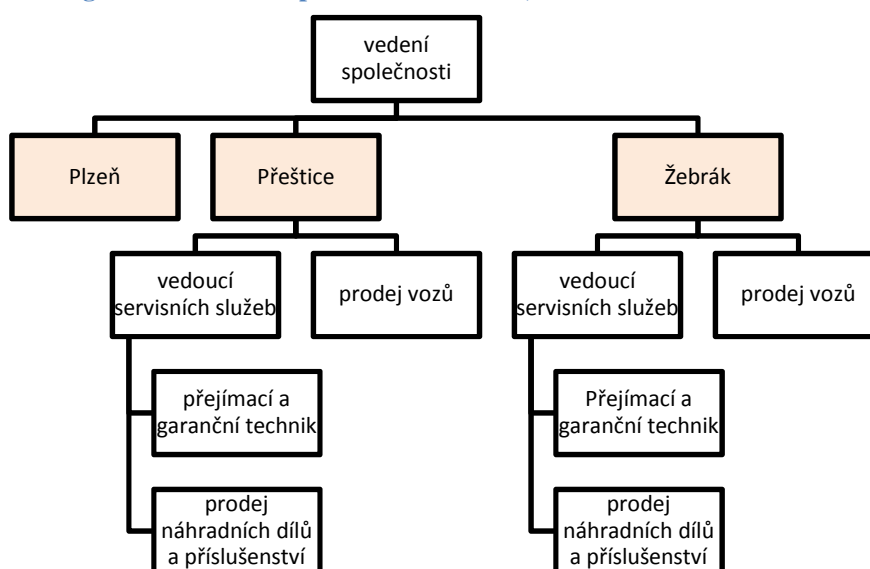 vedení
společnosti
Plzeň
Přeštice
Žebrák
vedoucí
servisních služeb
prodej vozů
vedoucí
servisních služeb
prodej vozů
přejímací a
garanční technik
Přejímací a
garanční technik
prodej
náhradních dílů
a příslušenství
prodej
náhradních dílů
a příslušenství